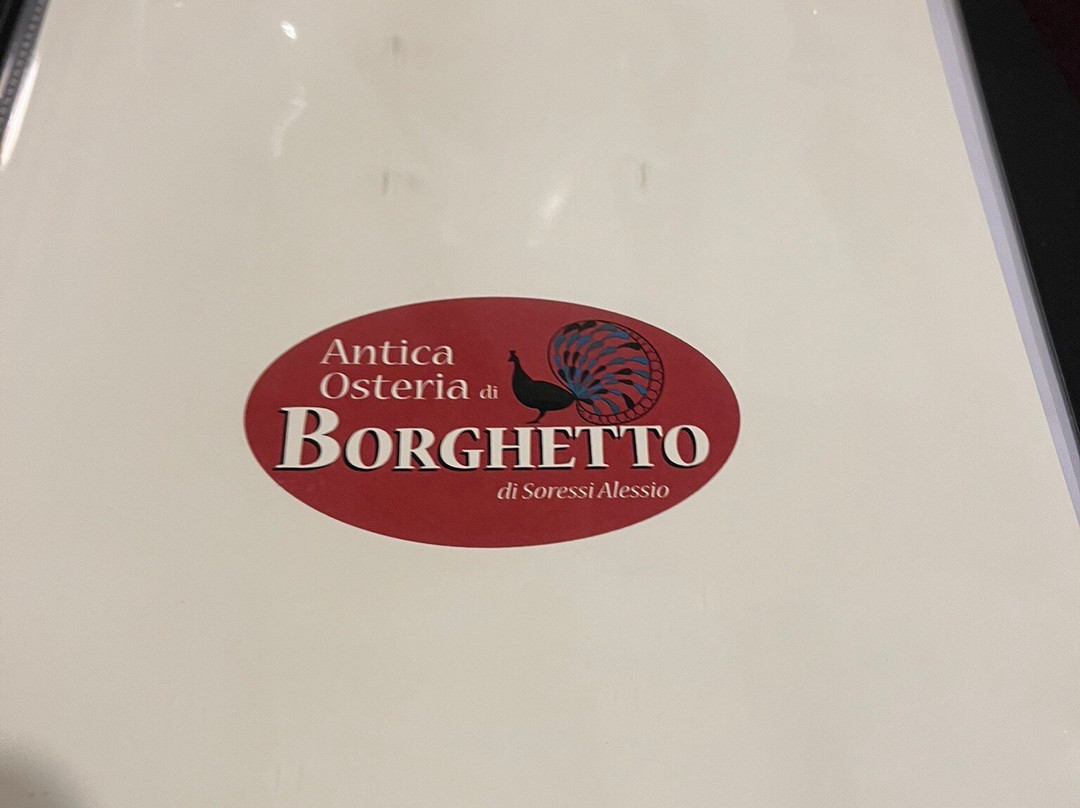 Antica
Osteria di
BORGHETTO
di Soressi Alessio